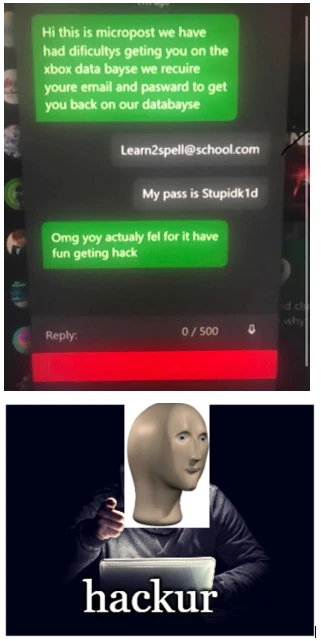 Hi this is micropost we have
had dificultys geting you on the
xbox data bayse we recuire
youre email and pasward to get
you back on our databayse
Learn2spell@school.com
My pass is Stupidk1d
Omg yoy actualy fel for it have
fun geting hack
Reply:
0 / 500
hackur